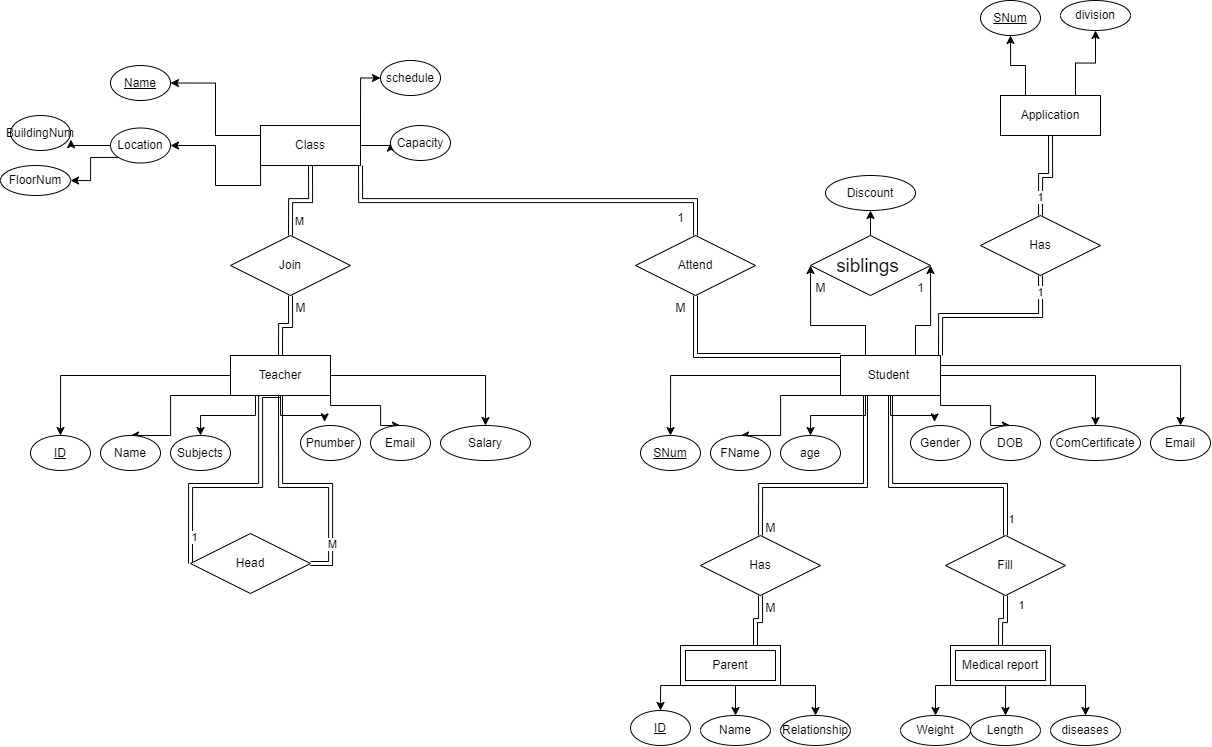 SNum
division
schedule
Name
Application
BuildingNum
Location
Class
Capacity
FloorNum
Discount
1
M
1
Join
Attend
siblings
Has
M
1
1
M
M
Teacher
Student
ID
Name
Subjects
Pnumber
Email
Salary
SNum
FName
age
Gender
DOB
ComCertificate
Email
1
M
M
1
Head
Has
Fill
M
1
Parent
Medical report
ID
Name
Relationship
Weight
Length
diseases